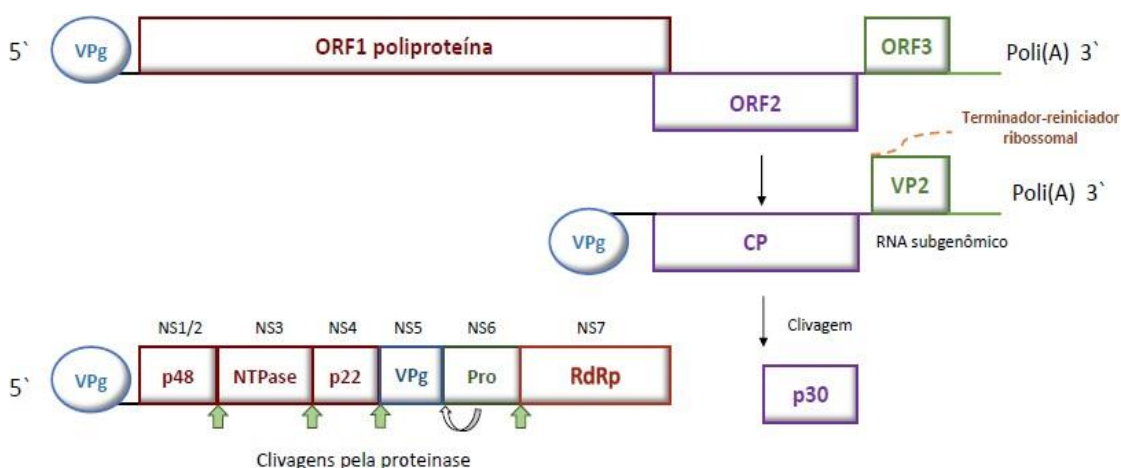 5` VPg ORF1 poliproteína ORF3 Poli(A) 3`
ORF2
Terminador-reiniciador
ribossomal
VP2 Poli(A) 3`
VPg CP RNA subgenômico
NS1/2 NS3 NS4 NS5 NS6 NS7 Clivagem
5` VPg p48 NTPase p22 VPg Pro RdRp p30
Clivagens pela proteinase